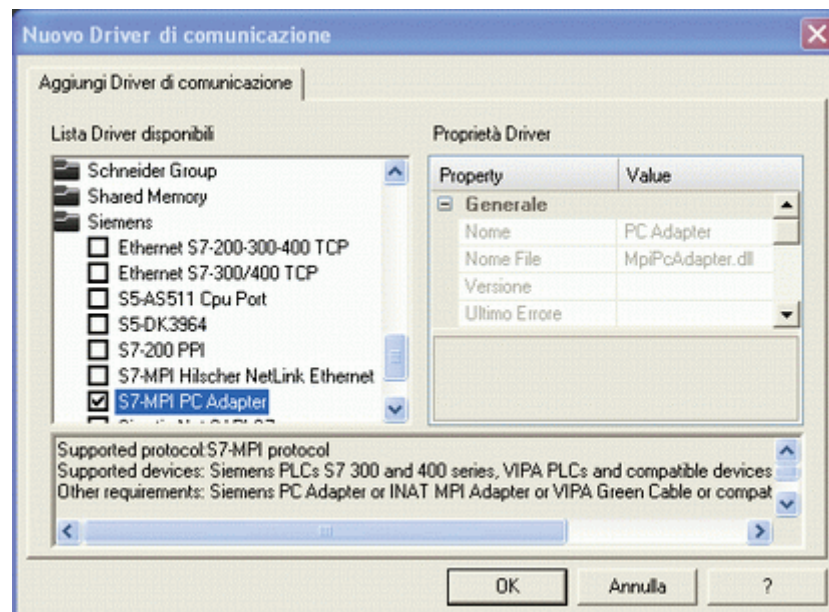 Nuovo Driver di comunicazione
Aggiungi Driver di comunicazione
Lista Driver disponibili
Schneider Group
Shared Memory
Siemens
Ethernet S7-200-300-400 TCP
Ethernet S7-300/400 TCP
S5-AS511 Cpu Port
S5-DK3964
S7-200 PPI
S7-MPI Hilscher NetLink Ethernet
S7-MPI PC Adapter
Proprietà Driver
Property Value
Generale
Nome PC Adapter
Nome File MpiPcAdapter.dll
Versione
Ultimo Errore
Supported protocol:S7-MPI protocol
Supported devices: Siemens PLCs S7 300 and 400 series, VIPA PLCs and compatible devices
Other requirements: Siemens PC Adapter or INAT MPI Adapter or VIPA Green Cable or compat
OK Annulla ?